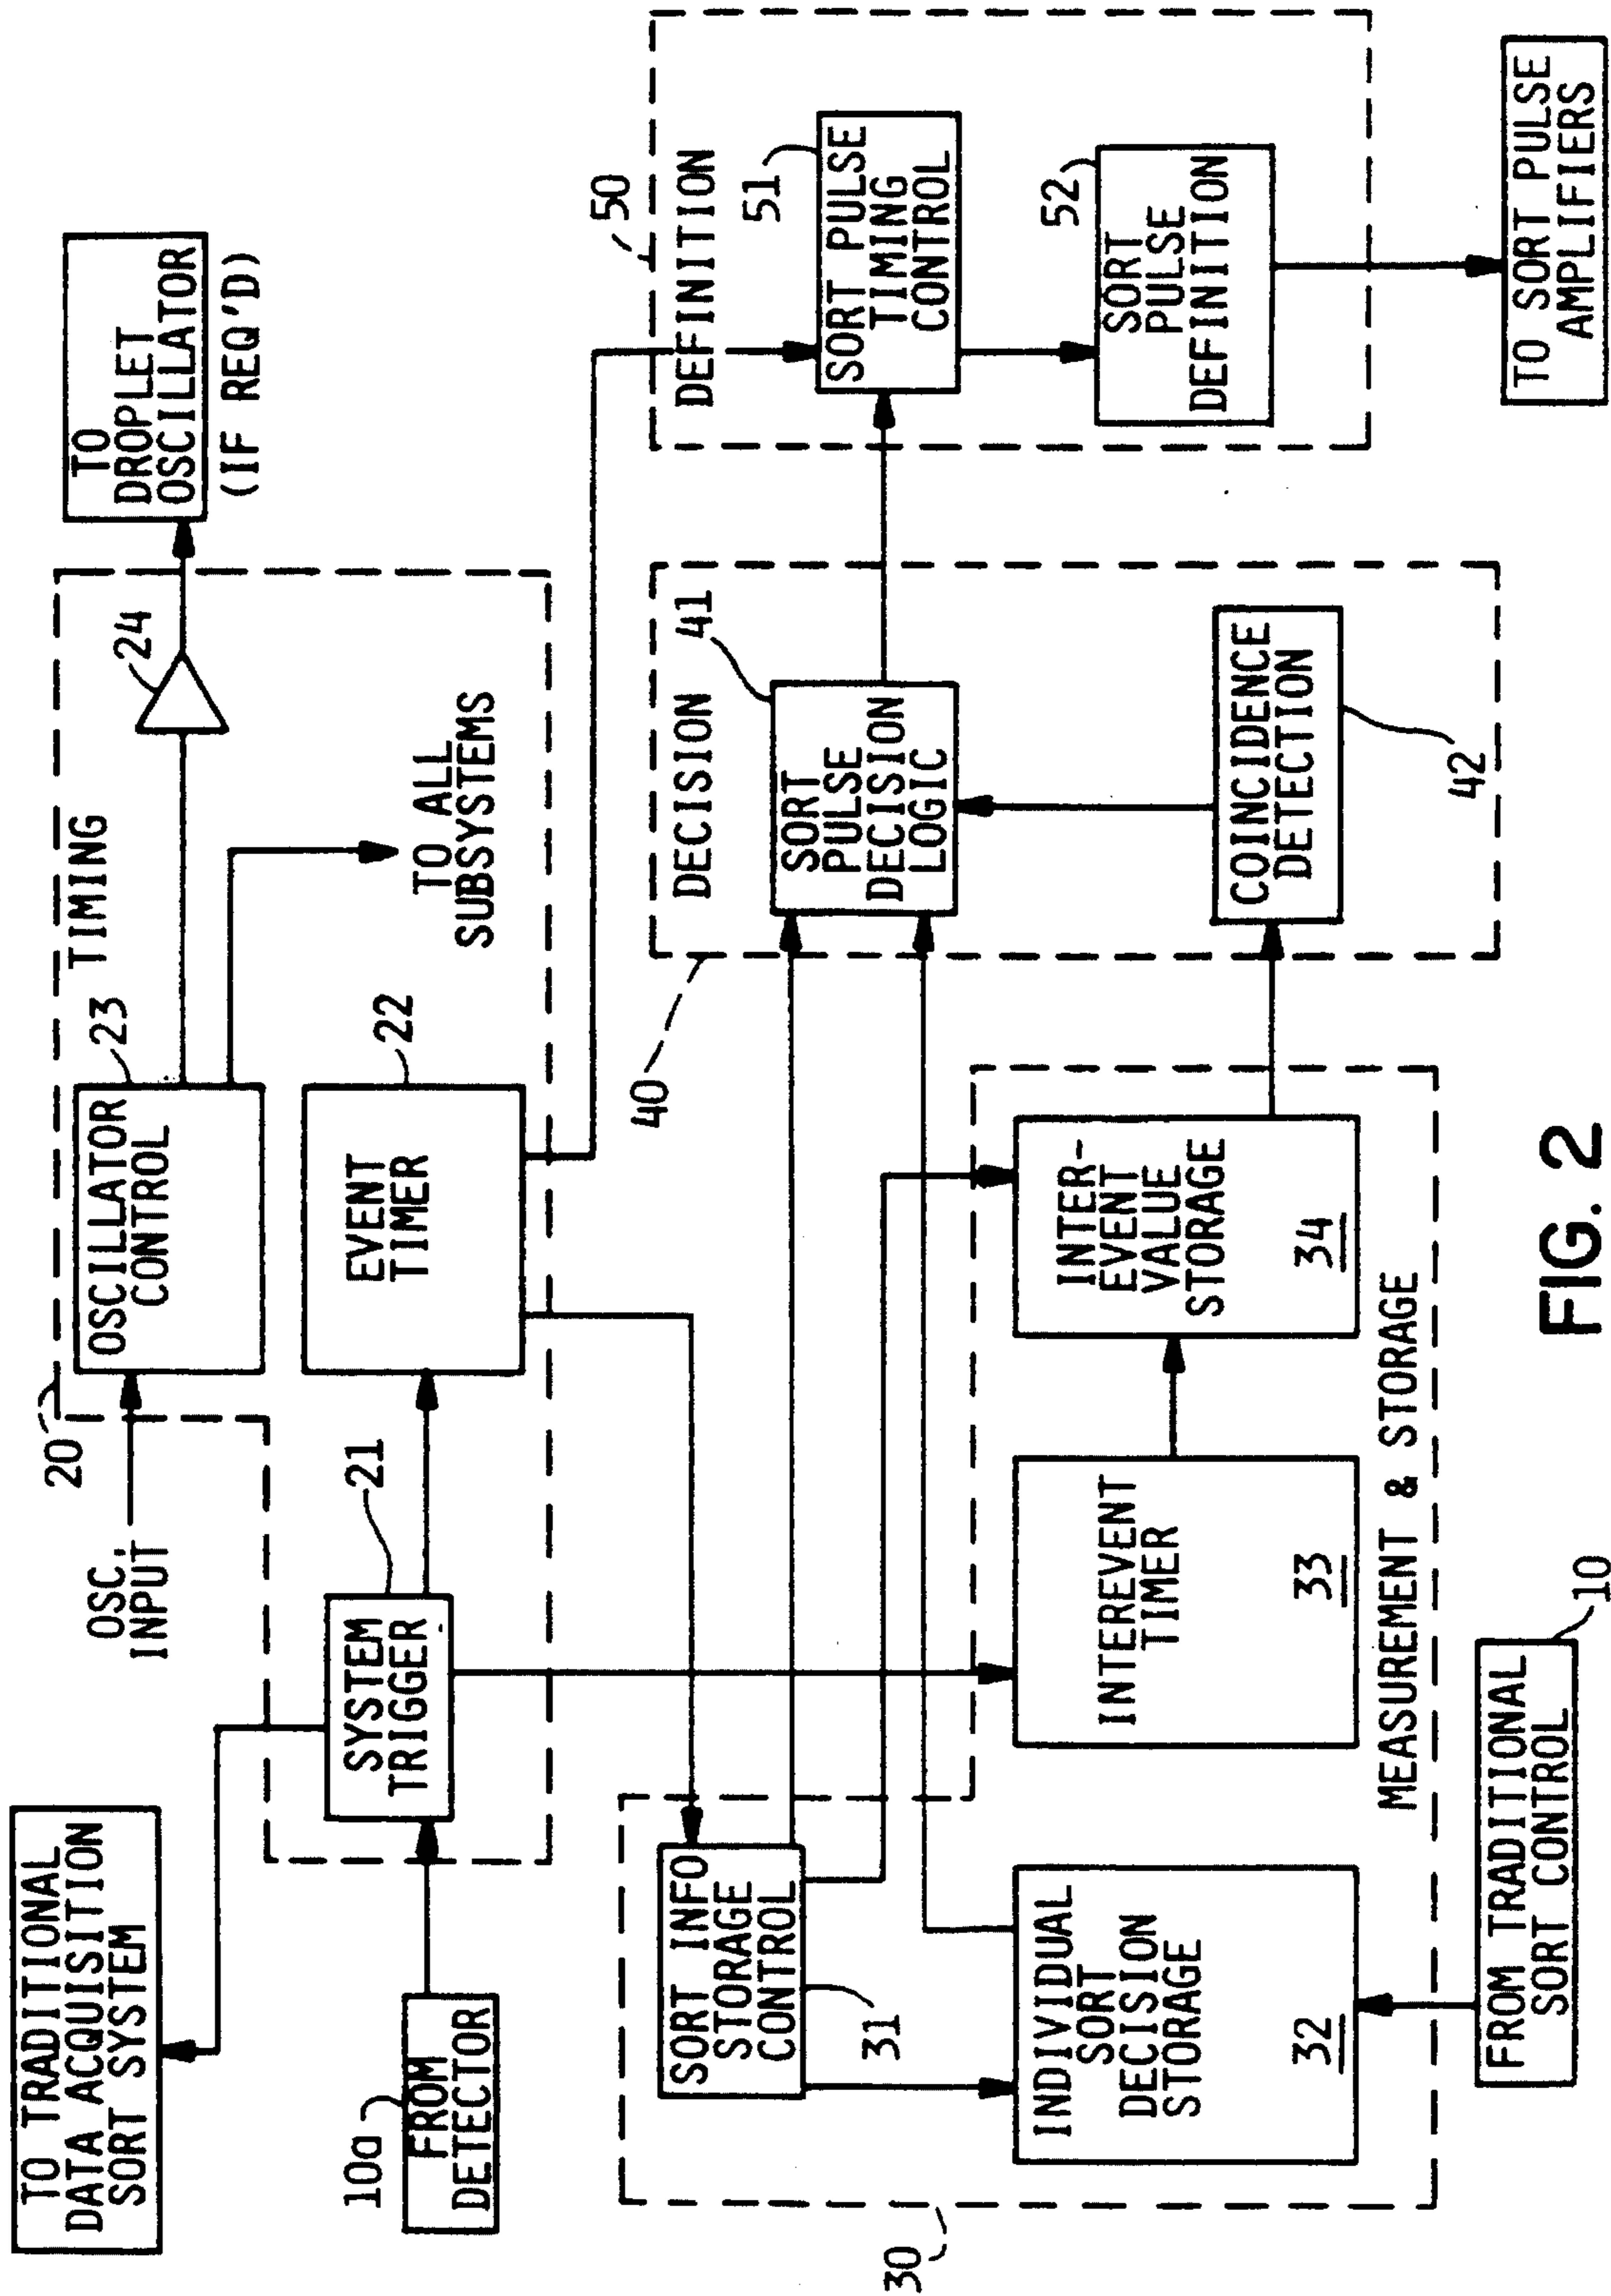 TO TRADITIONAL
DATA ACQUISITION
SORT SYSTEM
OSC.
INPUT
20
OSCILLATOR
CONTROL
23
TIMING
24
TO
DROPLET
OSCILLATOR
(IF REQ'D)
TO ALL
SUBSYSTEMS
10a
FROM
DETECTOR
SYSTEM
TRIGGER
21
EVENT
TIMER
22
30
SORT INFO
STORAGE
CONTROL
31
INDIVIDUAL
SORT
DECISION
STORAGE
32
INTEREVENT
TIMER
33
INTER-
EVENT
VALUE
STORAGE
34
MEASUREMENT & STORAGE
40
DECISION
SORT
PULSE
DECISION
LOGIC
41
COINCIDENCE
DETECTION
42
50
DEFINITION
SORT PULSE
TIMING
CONTROL
51
SORT
PULSE
DEFINITION
52
FROM TRADITIONAL
SORT CONTROL
10
TO SORT PULSE
AMPLIFIERS
FIG. 2